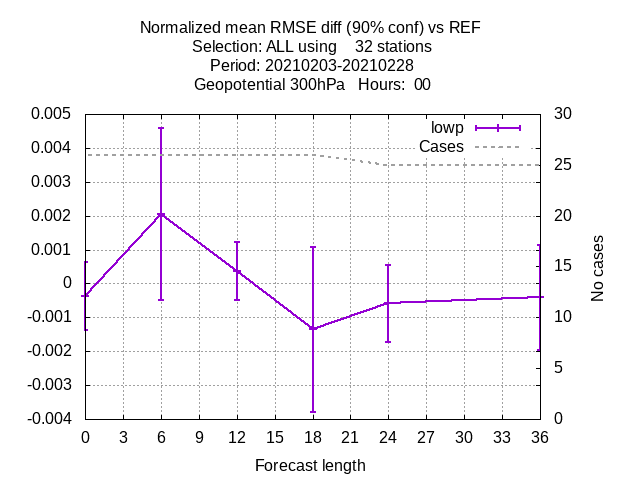 Normalized mean RMSE diff (90% conf) vs REF
Selection: ALL using    32 stations
Period: 20210203-20210228
Geopotential 300hPa   Hours:  00
0.005
0.004
0.003
0.002
0.001
0
-0.001
-0.002
-0.003
-0.004
lowp
Cases
30
25
20
15
10
5
0
No cases
0 3 6 9 12 15 18 21 24 27 30 33 36
Forecast length